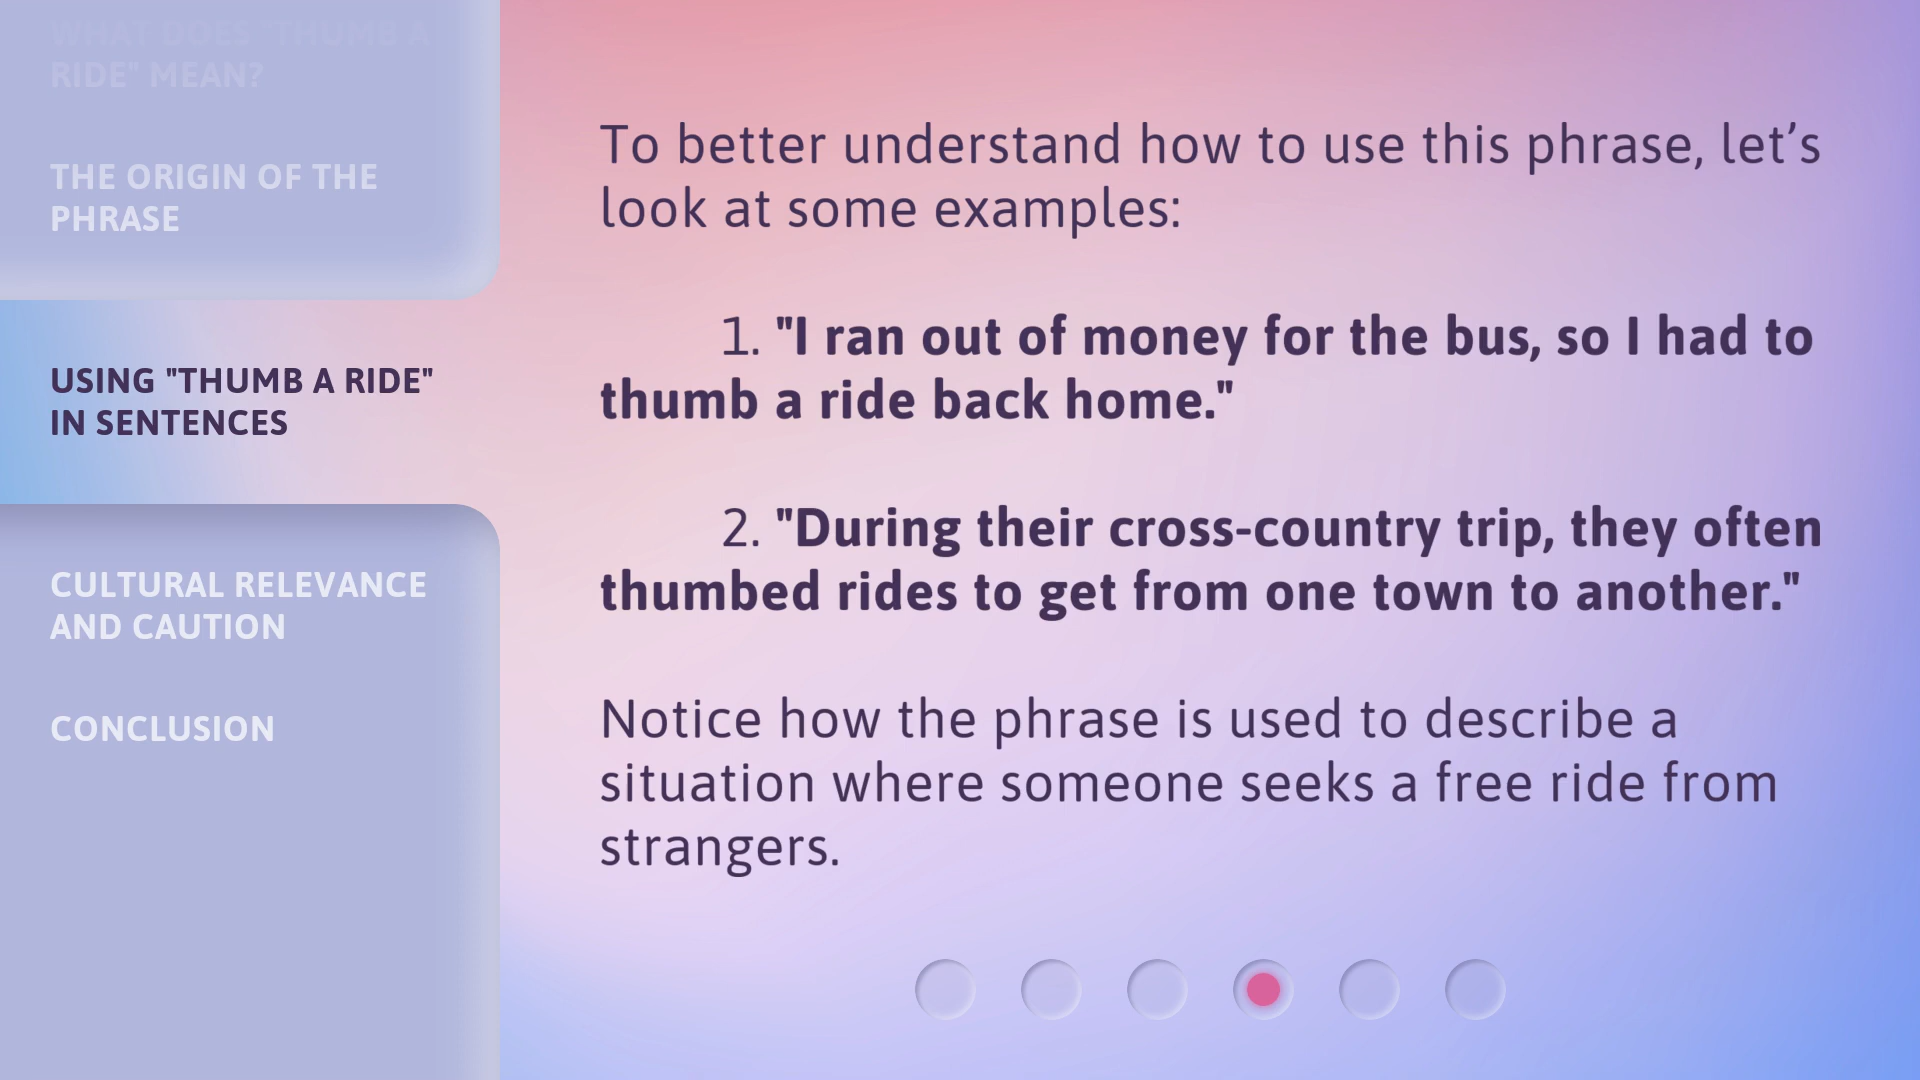 WHAT DOES "THUMB A
RIDE" MEAN?
THE ORIGIN OF THE
PHRASE
USING "THUMB A RIDE"
IN SENTENCES
CULTURAL RELEVANCE
AND CAUTION
CONCLUSION
To better understand how to use this phrase, let’s
look at some examples:
1. "I ran out of money for the bus, so I had to
thumb a ride back home."
2. "During their cross-country trip, they often
thumbed rides to get from one town to another."
Notice how the phrase is used to describe a
situation where someone seeks a free ride from
strangers.